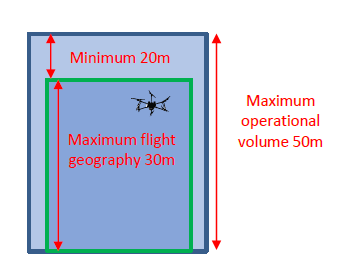 Minimum 20m
Maximum flight
geography 30m
Maximum
operational
volume 50m